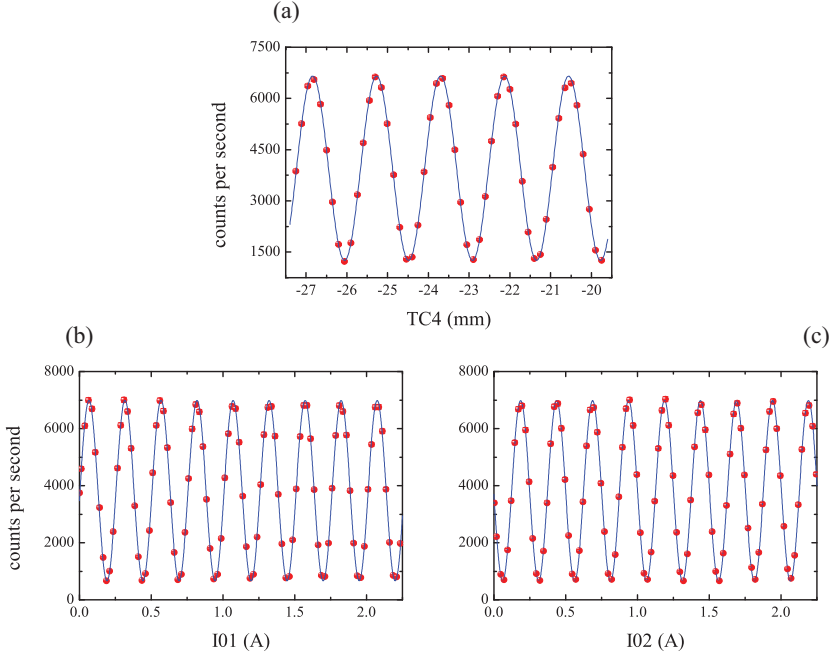 (a)
7500
6000
4500
3000
1500
counts per second
-27 -26 -25 -24 -23 -22 -21 -20
TC4 (mm)
(b)
8000
6000
4000
2000
0
counts per second
0.0 0.5 1.0 1.5 2.0
I01 (A)
(c)
8000
6000
4000
2000
0
0.0 0.5 1.0 1.5 2.0
I02 (A)